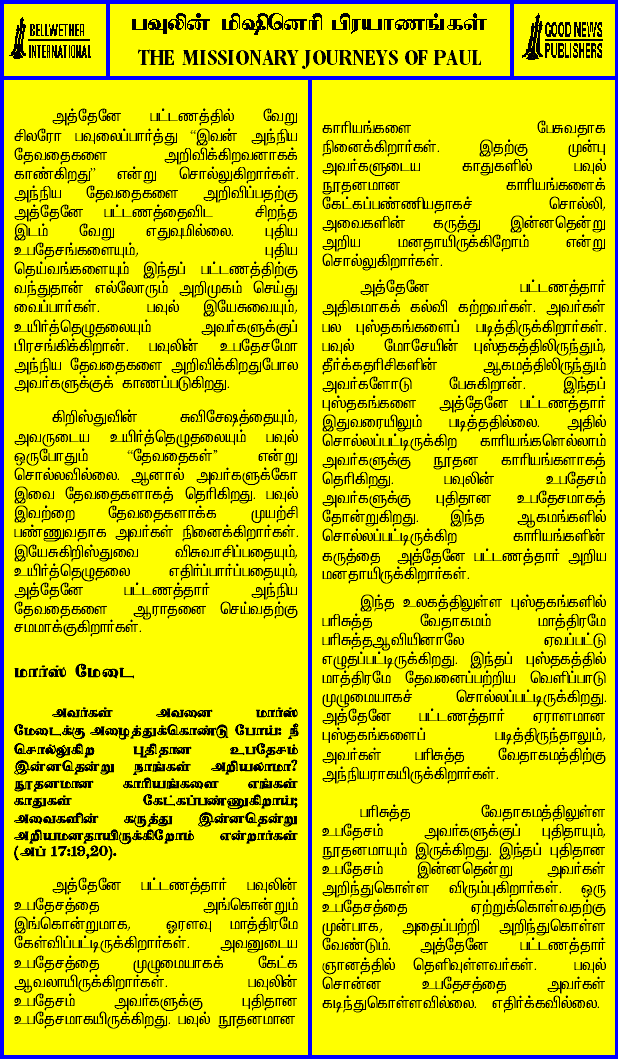 BELLWETHER
INTERNATIONAL
பவுலின் மிஷினெரி பிரயாணங்கள்
THE MISSIONARY JOURNEYS OF PAUL
GOOD NEWS
PUBLISHERS
அத்தேனே பட்டணத்தில் வேறு
சிலரோ பவுலைப்பார்த்து “இவன் அந்நிய
தேவதைகளை அறிவிக்கிறவனாகக்
காண்கிறது” என்று சொல்லுகிறார்கள்.
அந்நிய தேவதைகளை அறிவிப்பதற்கு
அத்தேனே பட்டணத்தைவிட சிறந்த
இடம் வேறு எதுவுமில்லை. புதிய
உபதேசங்களையும், புதிய
தெய்வங்களையும் இந்தப் பட்டணத்திற்கு
வந்துதான் எல்லோரும் அறிமுகம் செய்து
வைப்பார்கள். பவுல் இயேசுவையும்,
உயிர்த்தெழுதலையும் அவர்களுக்குப்
பிரசங்கிக்கிறான். பவுலின் உபதேசமோ
அந்நிய தேவதைகளை அறிவிக்கிறதுபோல
அவர்களுக்குக் காணப்படுகிறது.
கிறிஸ்துவின் சுவிசேஷத்தையும்,
அவருடைய உயிர்த்தெழுதலையும் பவுல்
ஒருபோதும் “தேவதைகள்” என்று
சொல்லவில்லை. ஆனால் அவர்களுக்கோ
இவை தேவதைகளாகத் தெரிகிறது. பவுல்
இவற்றை தேவதைகளாக்க முயற்சி
பண்ணுவதாக அவர்கள் நினைக்கிறார்கள்.
இயேசுகிறிஸ்துவை விசுவாசிப்பதையும்,
உயிர்த்தெழுதலை எதிர்ப்பார்ப்பதையும்,
அத்தேனே பட்டணத்தார் அந்நிய
தேவதைகளை ஆராதனை செய்வதற்கு
சமமாக்குகிறார்கள்.
மார்ஸ் மேடை
அவர்கள் அவனை மார்ஸ்
மேடைக்கு அழைத்துக்கொண்டு போய்: நீ
சொல்லுகிற புதிதான உபதேசம்
இன்னதென்று நாங்கள் அறியலாமா?
நூதனமான காரியங்களை எங்கள்
காதுகள் கேட்கப்பண்ணுகிறாய்;
அவைகளின் கருத்து இன்னதென்று
அறியமனதாயிருக்கிறோம் என்றார்கள்
(அப் 17:19,20).
அத்தேனே பட்டணத்தார் பவுலின்
உபதேசத்தை அங்கொன்றும்
இங்கொன்றுமாக, ஓரளவு மாத்திரமே
கேள்விப்பட்டிருக்கிறார்கள். அவனுடைய
உபதேசத்தை முழுமையாகக் கேட்க
ஆவலாயிருக்கிறார்கள். பவுலின்
உபதேசம் அவர்களுக்கு புதிதான
உபதேசமாகயிருக்கிறது. பவுல் நூதனமான
காரியங்களை பேசுவதாக
நினைக்கிறார்கள். இதற்கு முன்பு
அவர்களுடைய காதுகளில் பவுல்
நூதனமான காரியங்களைக்
கேட்கப்பண்ணியதாகச் சொல்லி,
அவைகளின் கருத்து இன்னதென்று
அறிய மனதாயிருக்கிறோம் என்று
சொல்லுகிறார்கள்.
அத்தேனே பட்டணத்தார்
அதிகமாகக் கல்வி கற்றவர்கள். அவர்கள்
பல புஸ்தகங்களைப் படித்திருக்கிறார்கள்.
பவுல் மோசேயின் புஸ்தகத்திலிருந்தும்,
தீர்க்கதரிசிகளின் ஆகமத்திலிருந்தும்
அவர்களோடு பேசுகிறான். இந்தப்
புஸ்தகங்களை அத்தேனே பட்டணத்தார்
இதுவரையிலும் படித்ததில்லை. அதில்
சொல்லப்பட்டிருக்கிற காரியங்களெல்லாம்
அவர்களுக்கு நூதன காரியங்களாகத்
தெரிகிறது. பவுலின் உபதேசம்
அவர்களுக்கு புதிதான உபதேசமாகத்
தோன்றுகிறது. இந்த ஆகமங்களில்
சொல்லப்பட்டிருக்கிற காரியங்களின்
கருத்தை அத்தேனே பட்டணத்தார் அறிய
மனதாயிருக்கிறார்கள்.
இந்த உலகத்திலுள்ள புஸ்தகங்களில்
பரிசுத்த வேதாகமம் மாத்திரமே
பரிசுத்தஆவியினாலே ஏவப்பட்டு
எழுதப்பட்டிருக்கிறது. இந்தப் புஸ்தகத்தில்
மாத்திரமே தேவனைப்பற்றிய வெளிப்பாடு
முழுமையாகச் சொல்லப்பட்டிருக்கிறது.
அத்தேனே பட்டணத்தார் ஏராளமான
புஸ்தகங்களைப் படித்திருந்தாலும்,
அவர்கள் பரிசுத்த வேதாகமத்திற்கு
அந்நியராகயிருக்கிறார்கள்.
பரிசுத்த வேதாகமத்திலுள்ள
உபதேசம் அவர்களுக்குப் புதிதாயும்,
நூதனமாயும் இருக்கிறது. இந்தப் புதிதான
உபதேசம் இன்னதென்று அவர்கள்
அறிந்துகொள்ள விரும்புகிறார்கள். ஒரு
உபதேசத்தை ஏற்றுக்கொள்வதற்கு
முன்பாக, அதைப்பற்றி அறிந்துகொள்ள
வேண்டும். அத்தேனே பட்டணத்தார்
ஞானத்தில் தெளிவுள்ளவர்கள். பவுல்
சொன்ன உபதேசத்தை அவர்கள்
கடிந்துகொள்ளவில்லை. எதிர்க்கவில்லை.